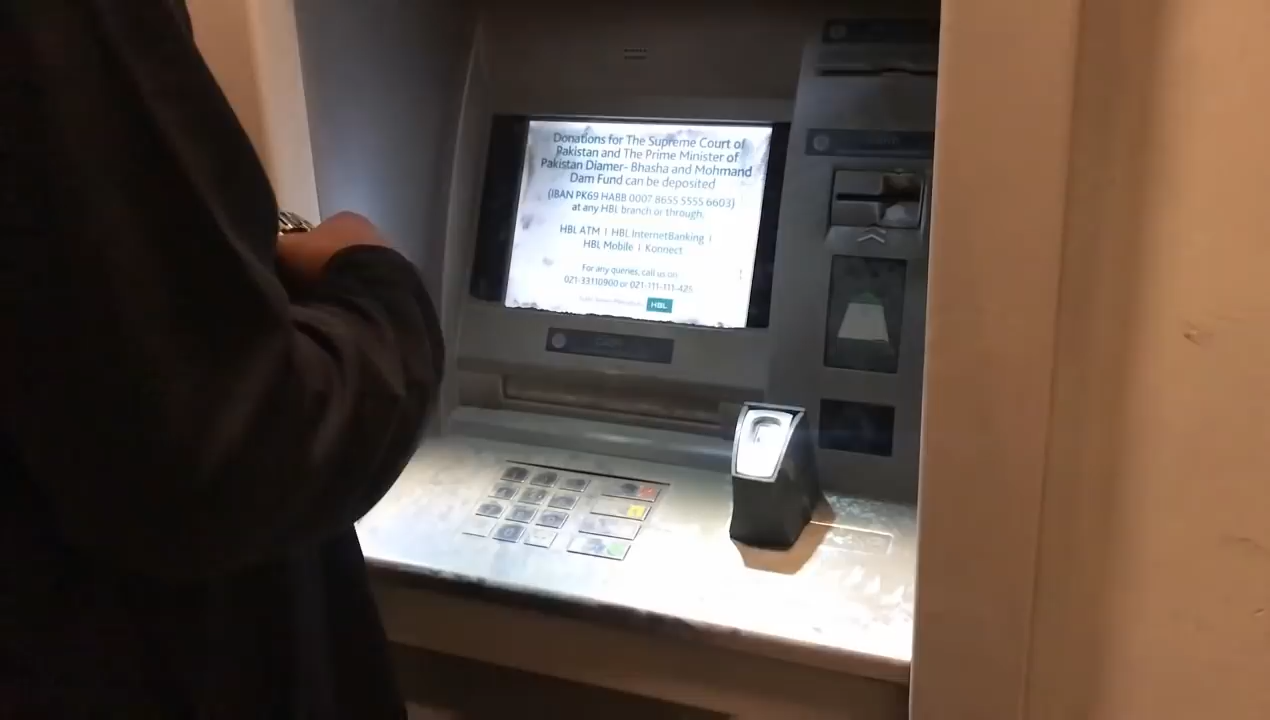 Donations for The Supreme Court of
Pakistan and The Prime Minister of
Pakistan Diamer- Bhasha and Mohmand
Dam Fund can be deposited
(IBAN PK69 HABB 0007 8655 5555 6603)
at any HBL branch or through,
HBL ATM I HBL InternetBanking I
HBL Mobile I Konnect
For any queries, call us on:
021-33110900 or 021-111-111-425
HBL